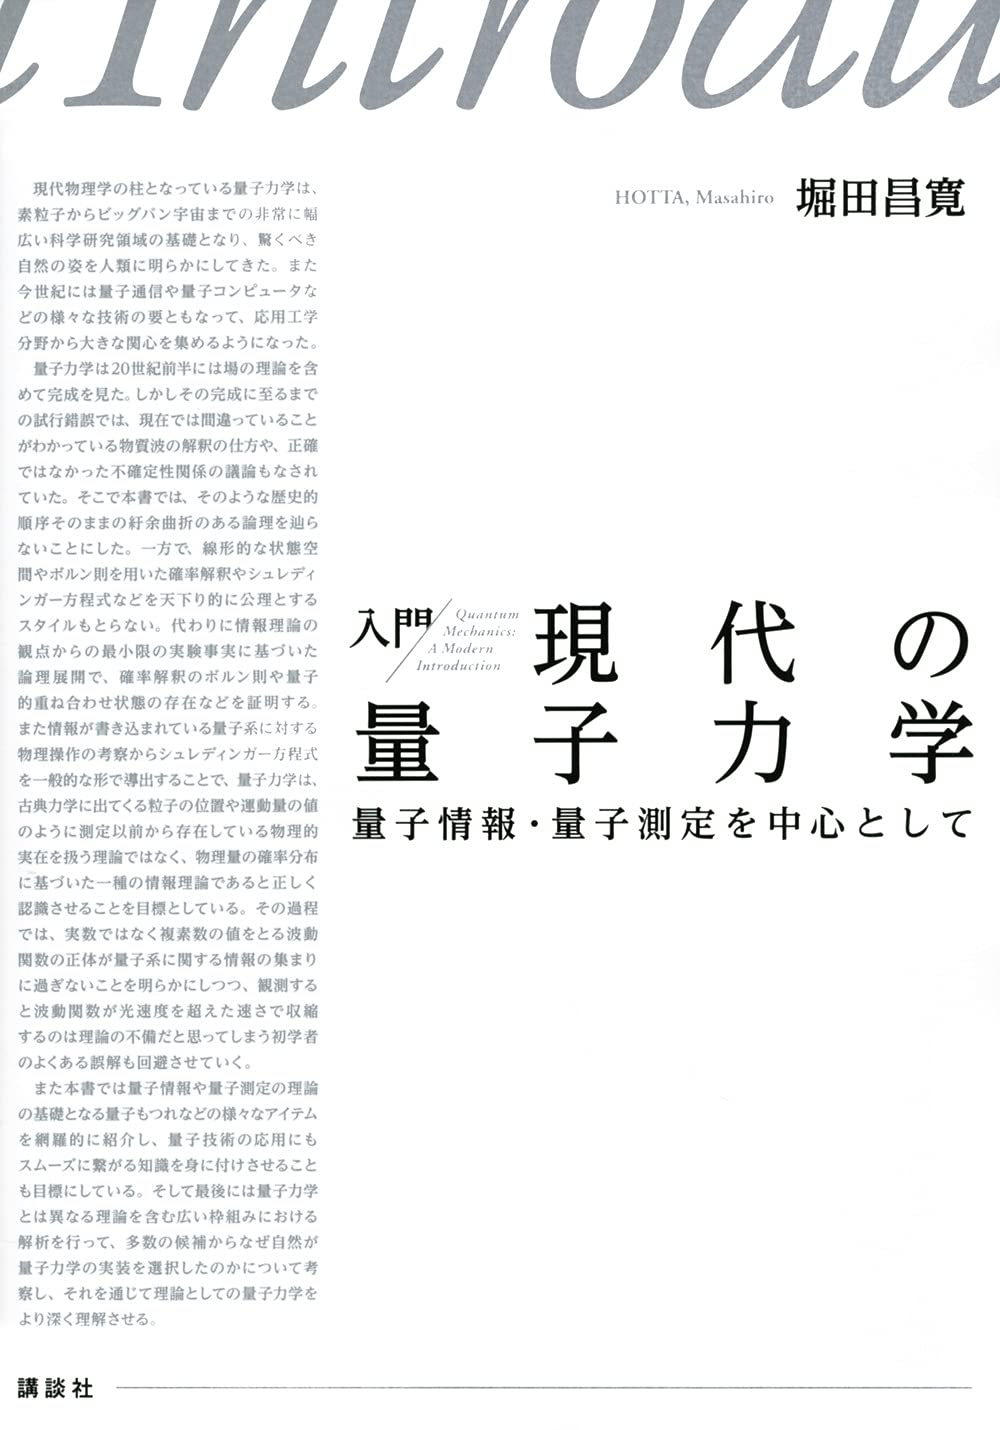 Introdu
HOTTA, Masahiro 堀田昌寛
現代物理学の柱となっている量子力学は、
素粒子からビッグバン宇宙までの非常に幅
広い科学研究領域の基礎となり、驚くべき
自然の姿を人類に明らかにしてきた。また
今世紀には量子通信や量子コンピュータな
どの様々な技術の要ともなって、応用工学
分野から大きな関心を集めるようになった。
量子力学は20世紀前半には場の理論を含
めて完成を見た。しかしその完成に至るまで
の試行錯誤では、現在では間違っていること
がわかっている物質波の解釈の仕方や、正確
ではなかった不確定性関係の議論もなされ
ていた。そこで本書では、そのような歴史的
順序そのままの紆余曲折のある論理を辿ら
ないことにした。一方で、線形的な状態空
間やボルン則を用いた確率解釈やシュレディ
ンガー方程式などを天下り的に公理とする
スタイルもとらない。代わりに情報理論の
観点からの最小限の実験事実に基づいた
論理展開で、確率解釈のボルン則や量子
的重ね合わせ状態の存在などを証明する。
また情報が書き込まれている量子系に対する
物理操作の考察からシュレディンガー方程式
を一般的な形で導出することで、量子力学は、
古典力学に出てくる粒子の位置や運動量の値
のように測定以前から存在している物理的
実在を扱う理論ではなく、物理量の確率分布
に基づいた一種の情報理論であると正しく
認識させることを目標としている。その過程
では、実数ではなく複素数の値をとる波動
関数の正体が量子系に関する情報の集まり
に過ぎないことを明らかにしつつ、観測する
と波動関数が光速度を超えた速さで収縮
するのは理論の不備だと思ってしまう初学者
のよくある誤解も回避させていく。
また本書では量子情報や量子測定の理論
の基礎となる量子もつれなどの様々なアイテム
を網羅的に紹介し、量子技術の応用にも
スムーズに繋がる知識を身に付けさせること
も目標にしている。そして最後には量子力学
とは異なる理論を含む広い枠組みにおける
解析を行って、多数の候補からなぜ自然が
量子力学の実装を選択したのかについて考
察し、それを通じて理論としての量子力学を
より深く理解させる。
入門
Quantum
Mechanics:
A Modern
Introduction
現代の
量子力学
量子情報・量子測定を中心として
講談社